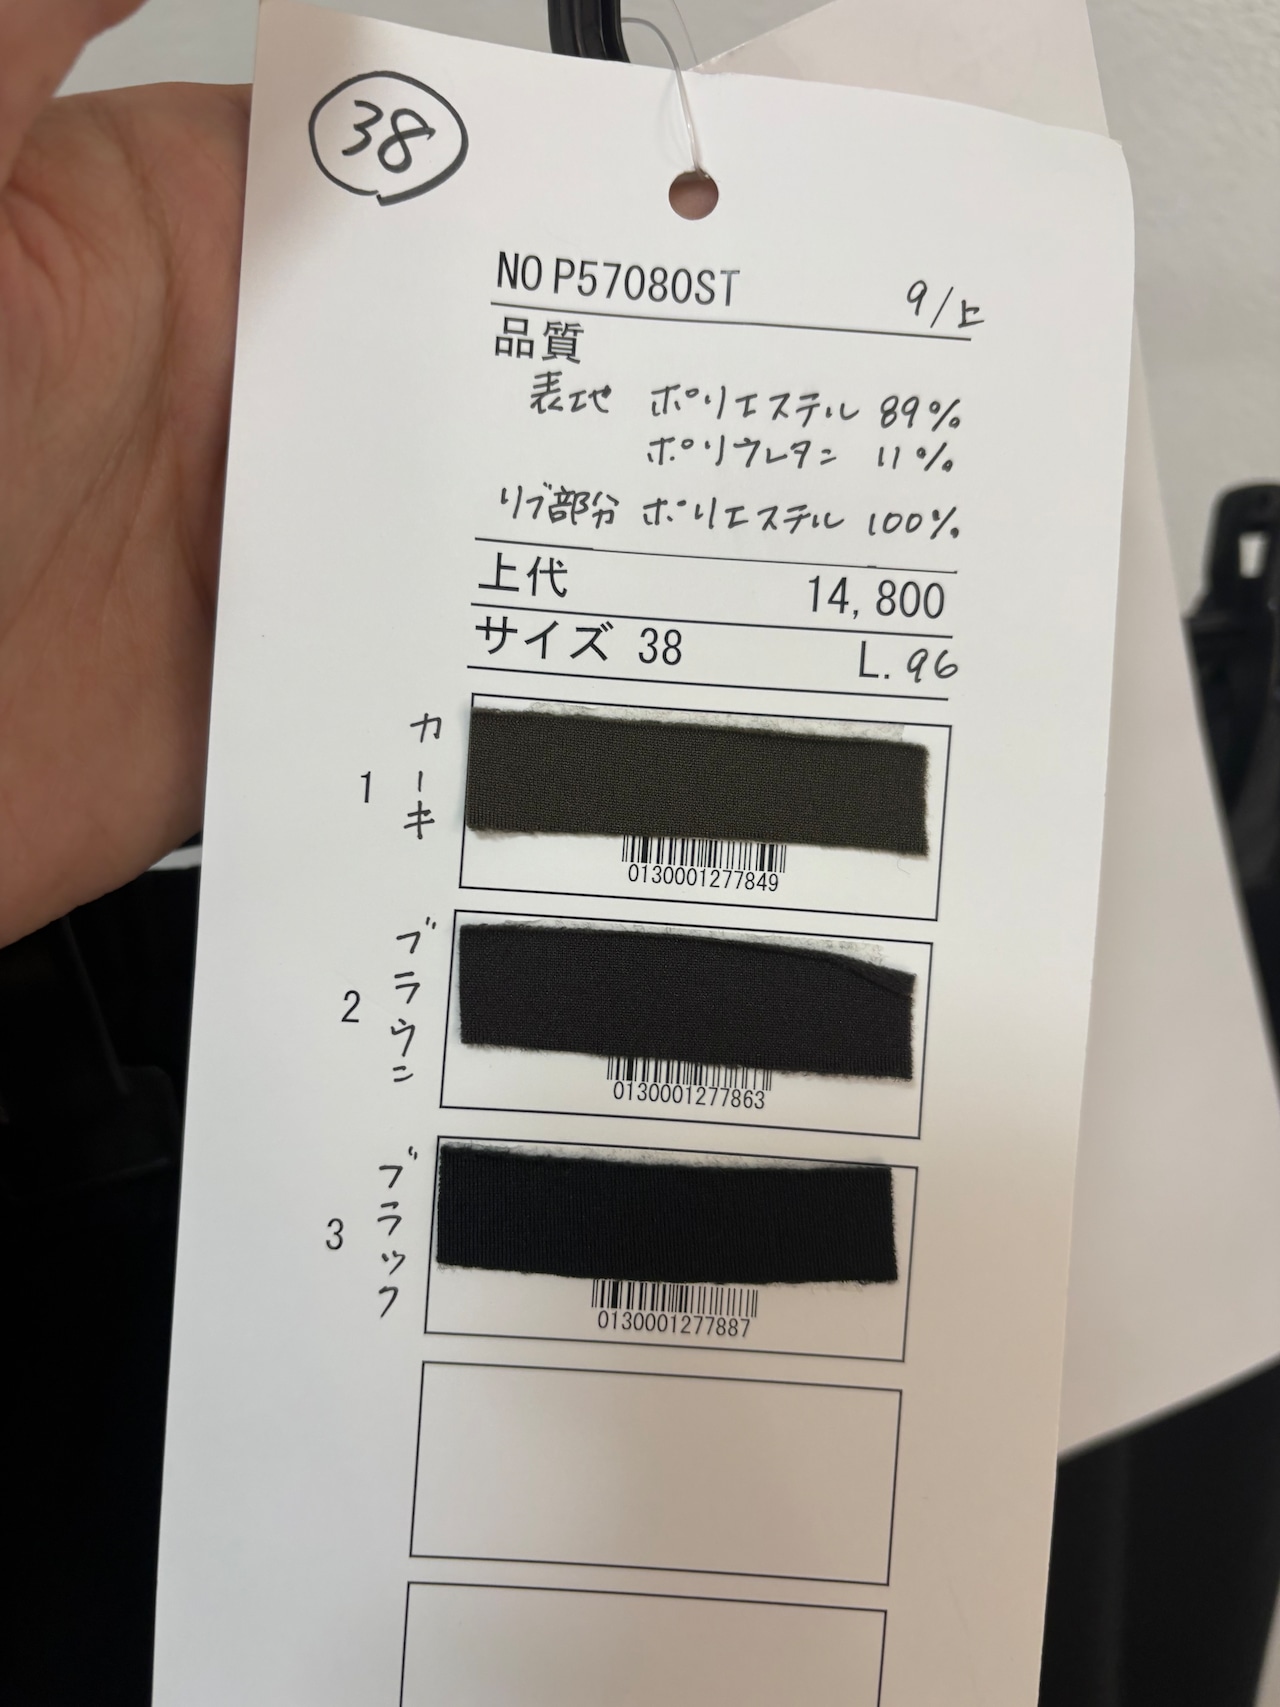 38
NO P57080ST 9/上
品質
表地 ポリエステル 89%
ポリウレタン 11%
リブ部分 ポリエステル 100%
上代 14,800
サイズ 38 L. 96
1 カーキ
0130001277849
2 ブラウン
0130001277863
3 ブラック
0130001277887